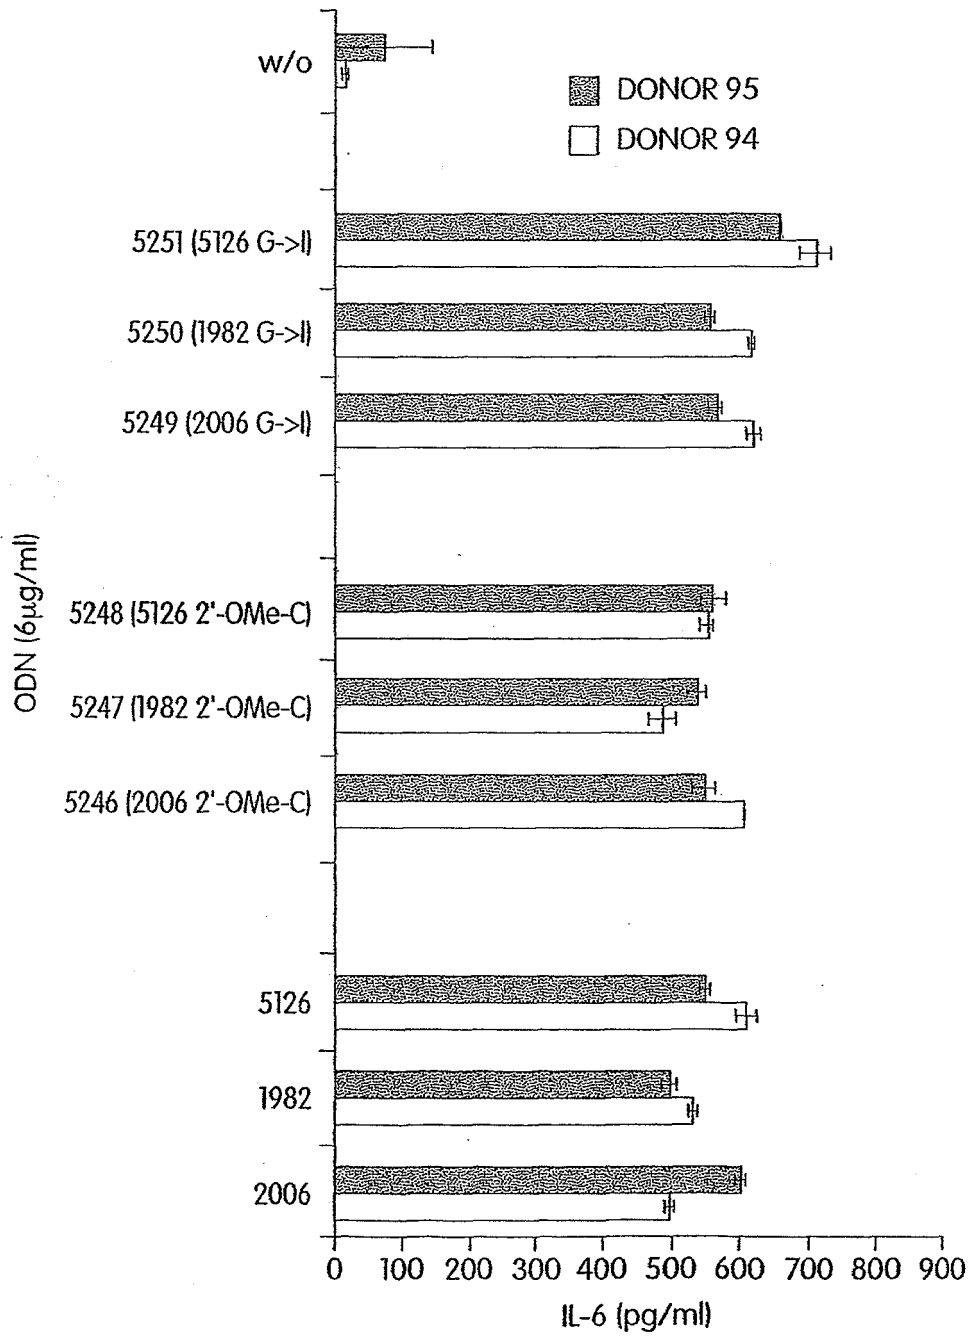 w/o
DONOR 95
DONOR 94
5251 (5126 G->I)
5250 (1982 G->I)
5249 (2006 G->I)
5248 (5126 2'-OMe-C)
5247 (1982 2'-OMe-C)
5246 (2006 2'-OMe-C)
5126
1982
2006
ODN (6µg/ml)
0 100 200 300 400 500 600 700 800 900
IL-6 (pg/ml)